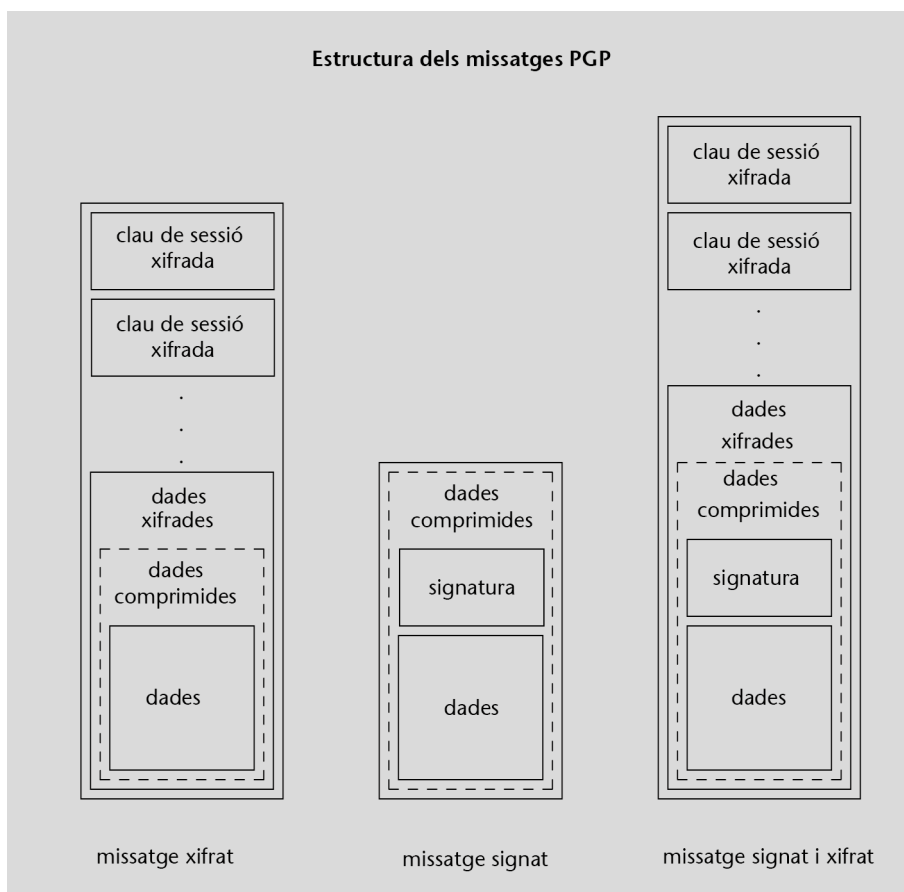 Estructura dels missatges PGP
clau de sessió
xifrada
clau de sessió
xifrada
.
.
.
dades
xifrades
dades
comprimides
dades
missatge xifrat
dades
comprimides
signatura
dades
missatge signat
clau de sessió
xifrada
clau de sessió
xifrada
.
.
.
dades
xifrades
dades
comprimides
signatura
dades
missatge signat i xifrat